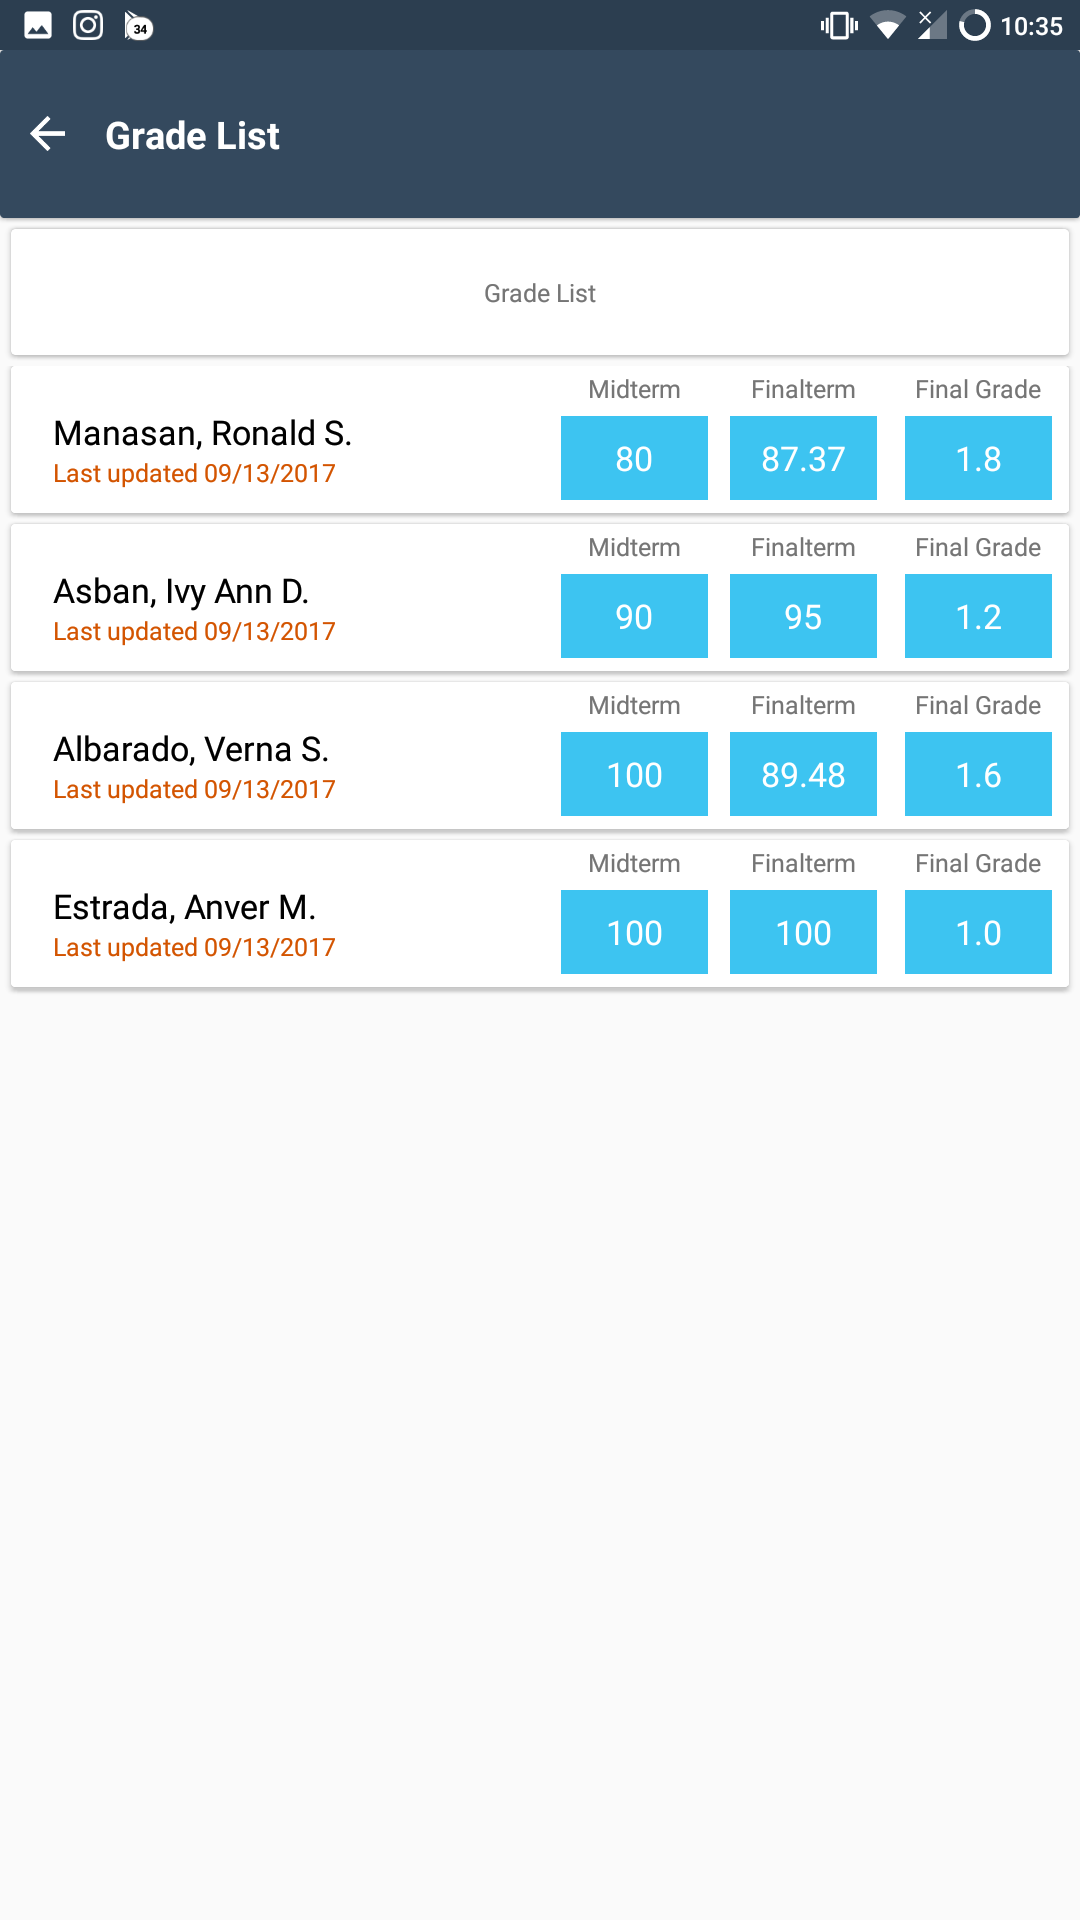 34
10:35
Grade List
Grade List
Midterm Finalterm Final Grade
Manasan, Ronald S.
80 87.37 1.8
Last updated 09/13/2017
Midterm Finalterm Final Grade
Asban, Ivy Ann D.
90 95 1.2
Last updated 09/13/2017
Midterm Finalterm Final Grade
Albarado, Verna S.
100 89.48 1.6
Last updated 09/13/2017
Midterm Finalterm Final Grade
Estrada, Anver M.
100 100 1.0
Last updated 09/13/2017